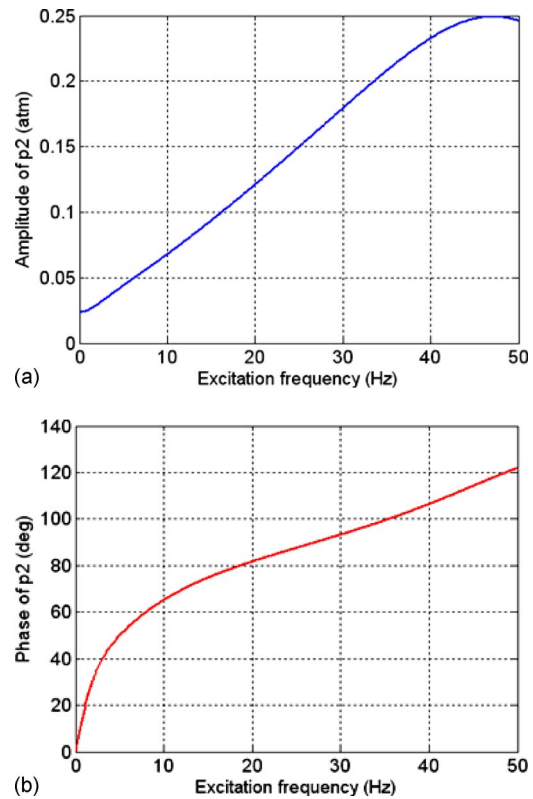 0.25
0.2
0.15
0.1
0.05
0
Amplitude of p2 (atm)
0 10 20 30 40 50
Excitation frequency (Hz)
(a)
140
120
100
80
60
40
20
0
Phase of p2 (deg)
0 10 20 30 40 50
Excitation frequency (Hz)
(b)